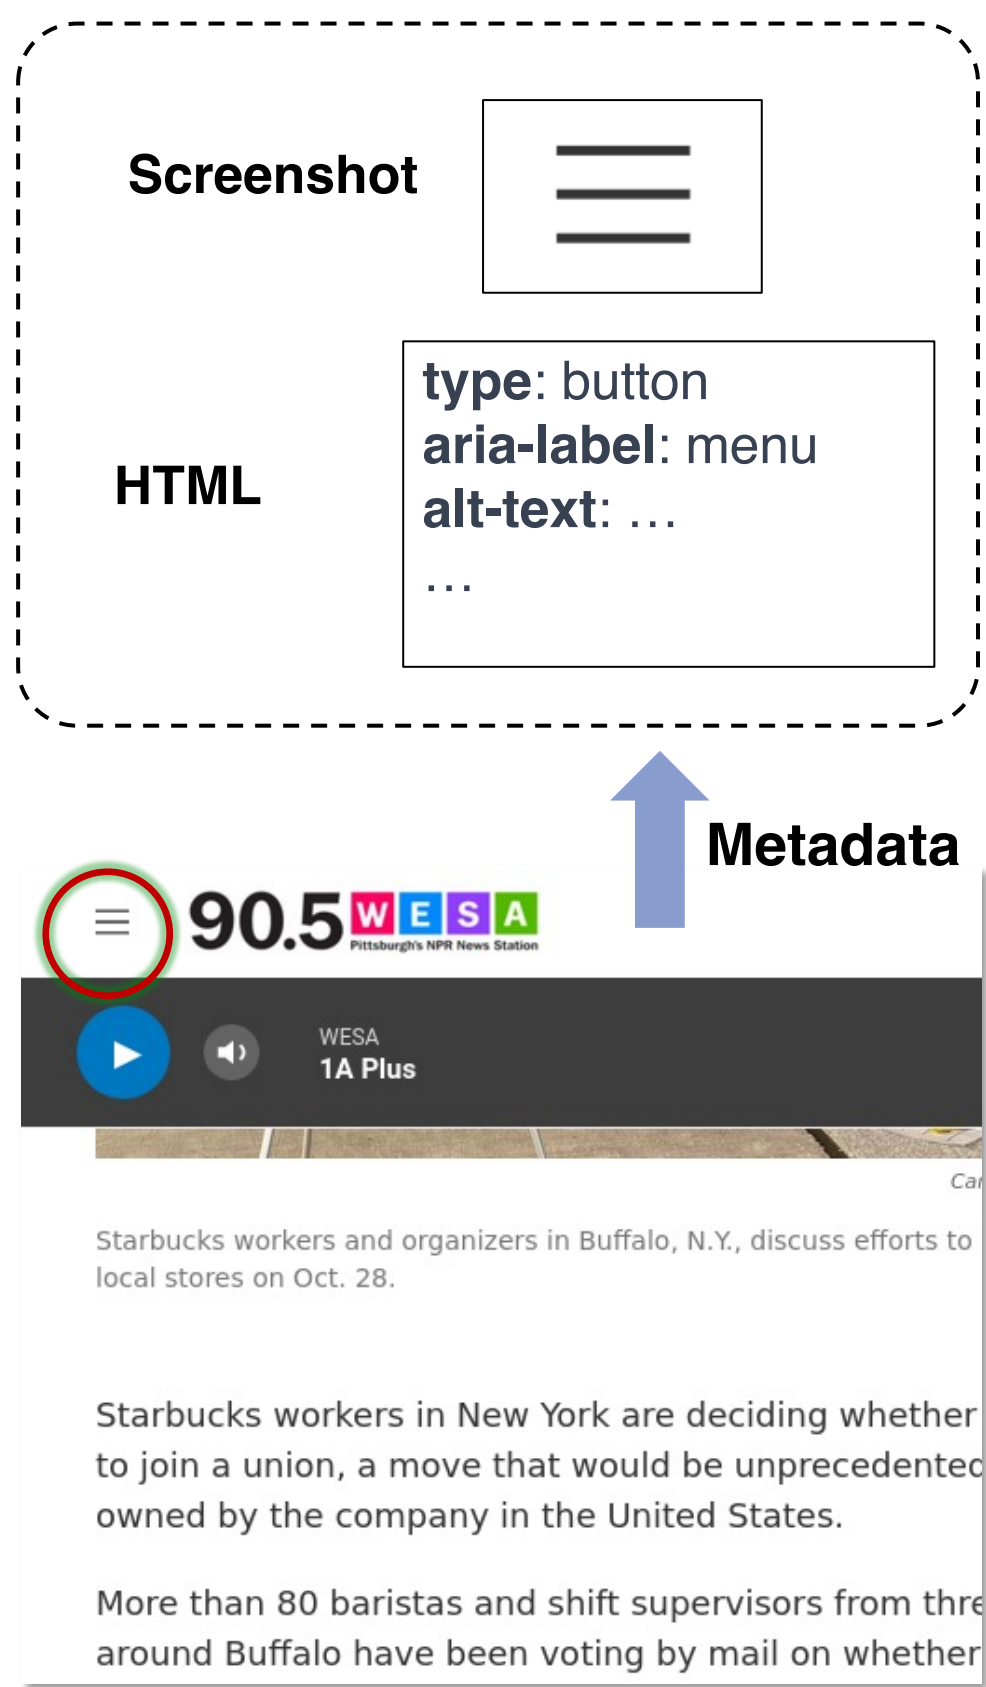 Screenshot
HTML
type: button
aria-label: menu
alt-text: …
…
Metadata
90.5 WESA
Pittsburgh's NPR News Station
WESA
1A Plus
Starbucks workers and organizers in Buffalo, N.Y., discuss efforts to
local stores on Oct. 28.
Starbucks workers in New York are deciding whether
to join a union, a move that would be unprecedented
owned by the company in the United States.
More than 80 baristas and shift supervisors from
around Buffalo have been voting by mail on whether